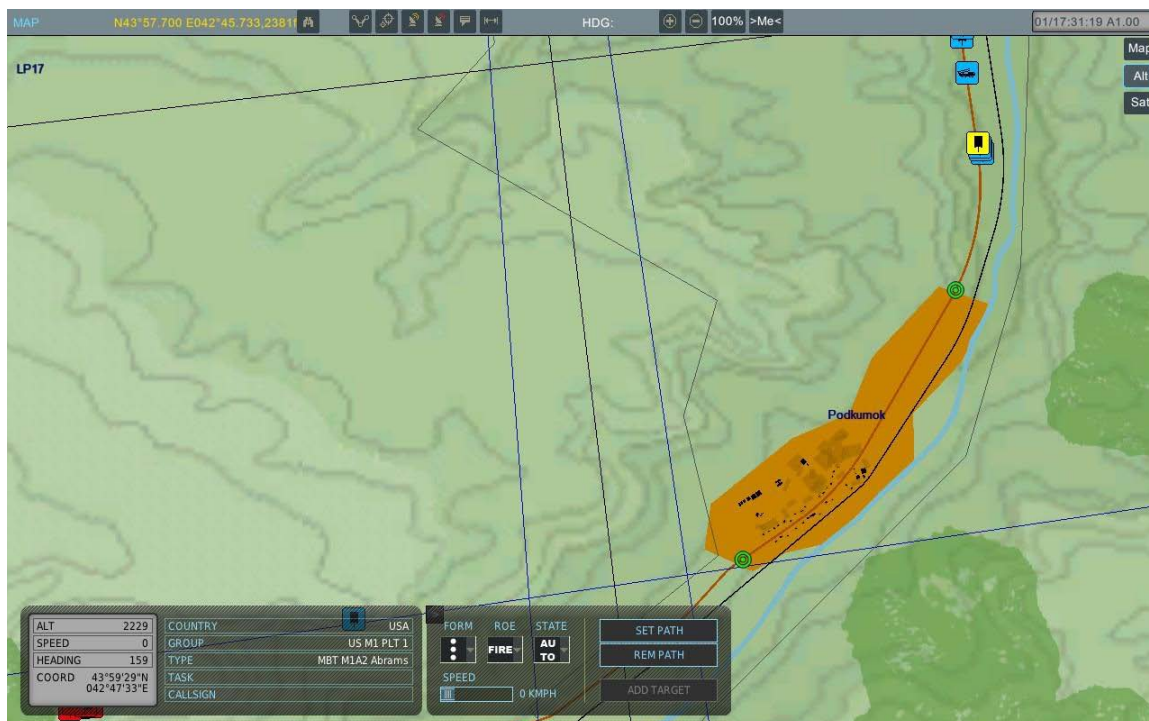 MAP N43°57.700 E042°45.733,2381f HDG: 100% >Me< 01/17:31:19 A1.00
Map
LP17
Alt
Sat
Podkumok
ALT 2229
SPEED 0
HEADING 159
COORD 43°59'29"N
042°47'33"E
COUNTRY USA
GROUP US M1 PLT 1
TYPE MBT M1A2 Abrams
TASK
CALLSIGN
>
FORM ROE STATE
FIRE AU
TO
SPEED
0 KMPH
SET PATH
REM PATH
ADD TARGET